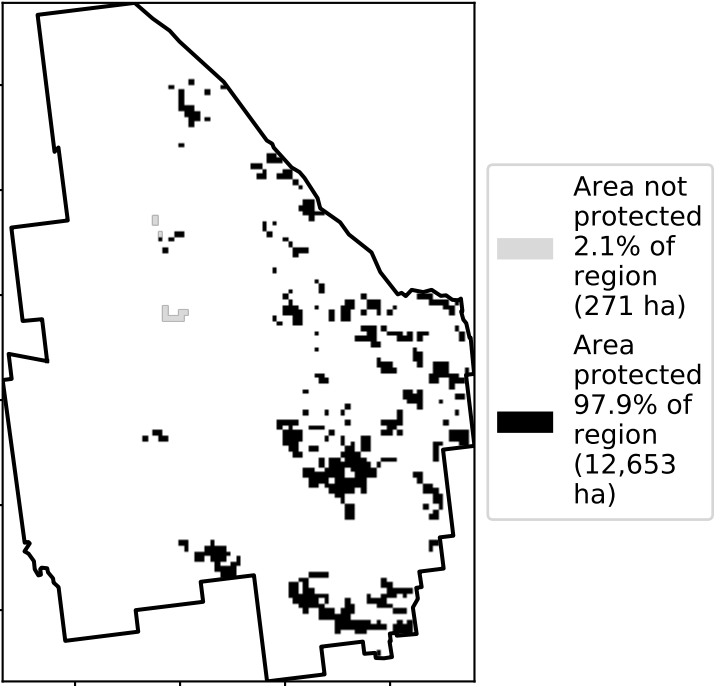 Area not
protected
2.1% of
region
(271 ha)
Area
protected
97.9% of
region
(12,653
ha)